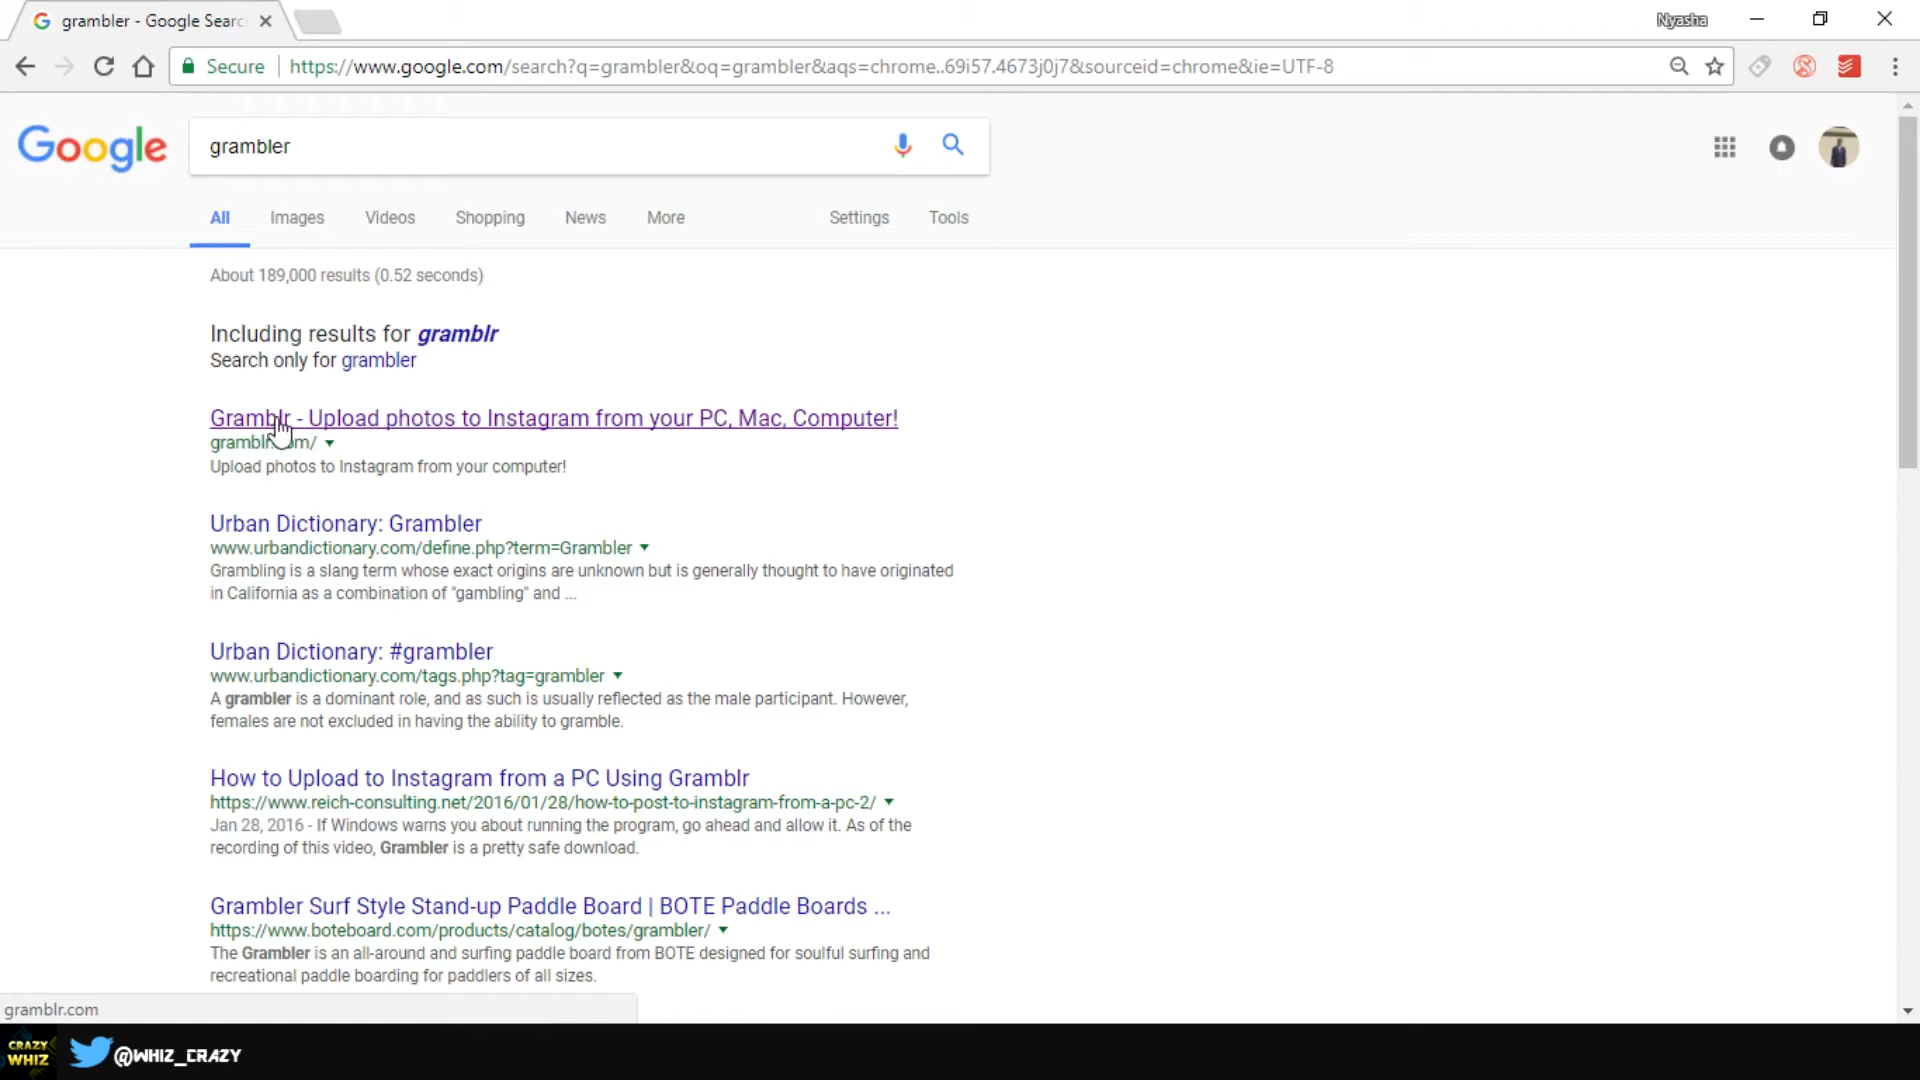 grambler - Google Searc
Nyasha
Secure
https://www.google.com/search?q=grambler&oq=grambler&aqs=chrome..69i57.4673j0j7&sourceid=chrome&ie=UTF-8
Google
grambler
All
Images
Videos
Shopping
News
More
Settings
Tools
About 189,000 results (0.52 seconds)
Including results for gramblr
Search only for grambler
Gramblr - Upload photos to Instagram from your PC, Mac, Computer!
gramblr.com/
Upload photos to Instagram from your computer!
Urban Dictionary: Grambler
www.urbandictionary.com/define.php?term=Grambler
Grambling is a slang term whose exact origins are unknown but is generally thought to have originated
in California as a combination of "gambling" and ...
Urban Dictionary: #grambler
www.urbandictionary.com/tags.php?tag=grambler
A grambler is a dominant role, and as such is usually reflected as the male participant. However,
females are not excluded in having the ability to gramble.
How to Upload to Instagram from a PC Using Gramblr
https://www.reich-consulting.net/2016/01/28/how-to-post-to-instagram-from-a-pc-2/
Jan 28, 2016 - If Windows warns you about running the program, go ahead and allow it. As of the
recording of this video, Grambler is a pretty safe download.
Grambler Surf Style Stand-up Paddle Board | BOTE Paddle Boards ...
https://www.boteboard.com/products/catalog/botes/grambler/
The Grambler is an all-around and surfing paddle board from BOTE designed for soulful surfing and
recreational paddle boarding for paddlers of all sizes.
gramblr.com
CRAZY
WHIZ
@WHIZ_CRAZY